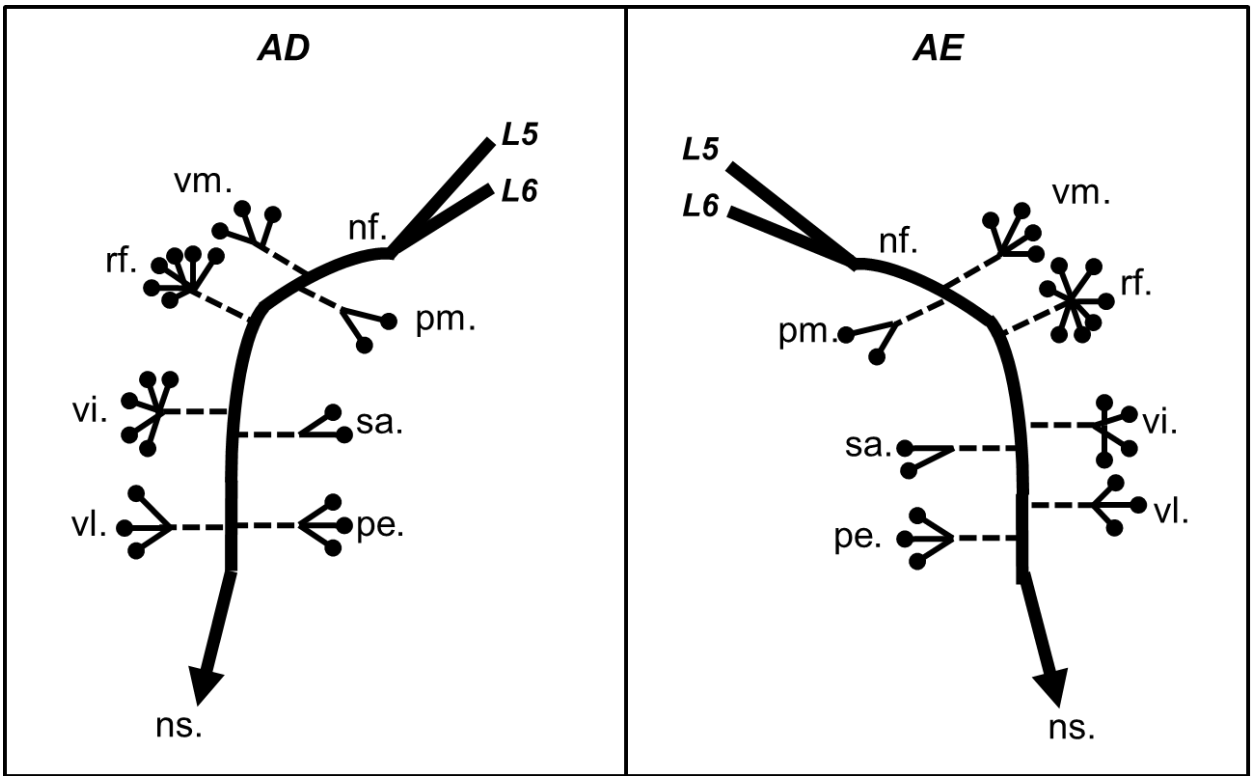 AD
L5
vm.
L6
nf.
rf.
pm.
vi.
sa.
vl.
pe.
ns.
AE
L5
vm.
L6
nf.
rf.
pm.
vi.
sa.
vl.
pe.
ns.